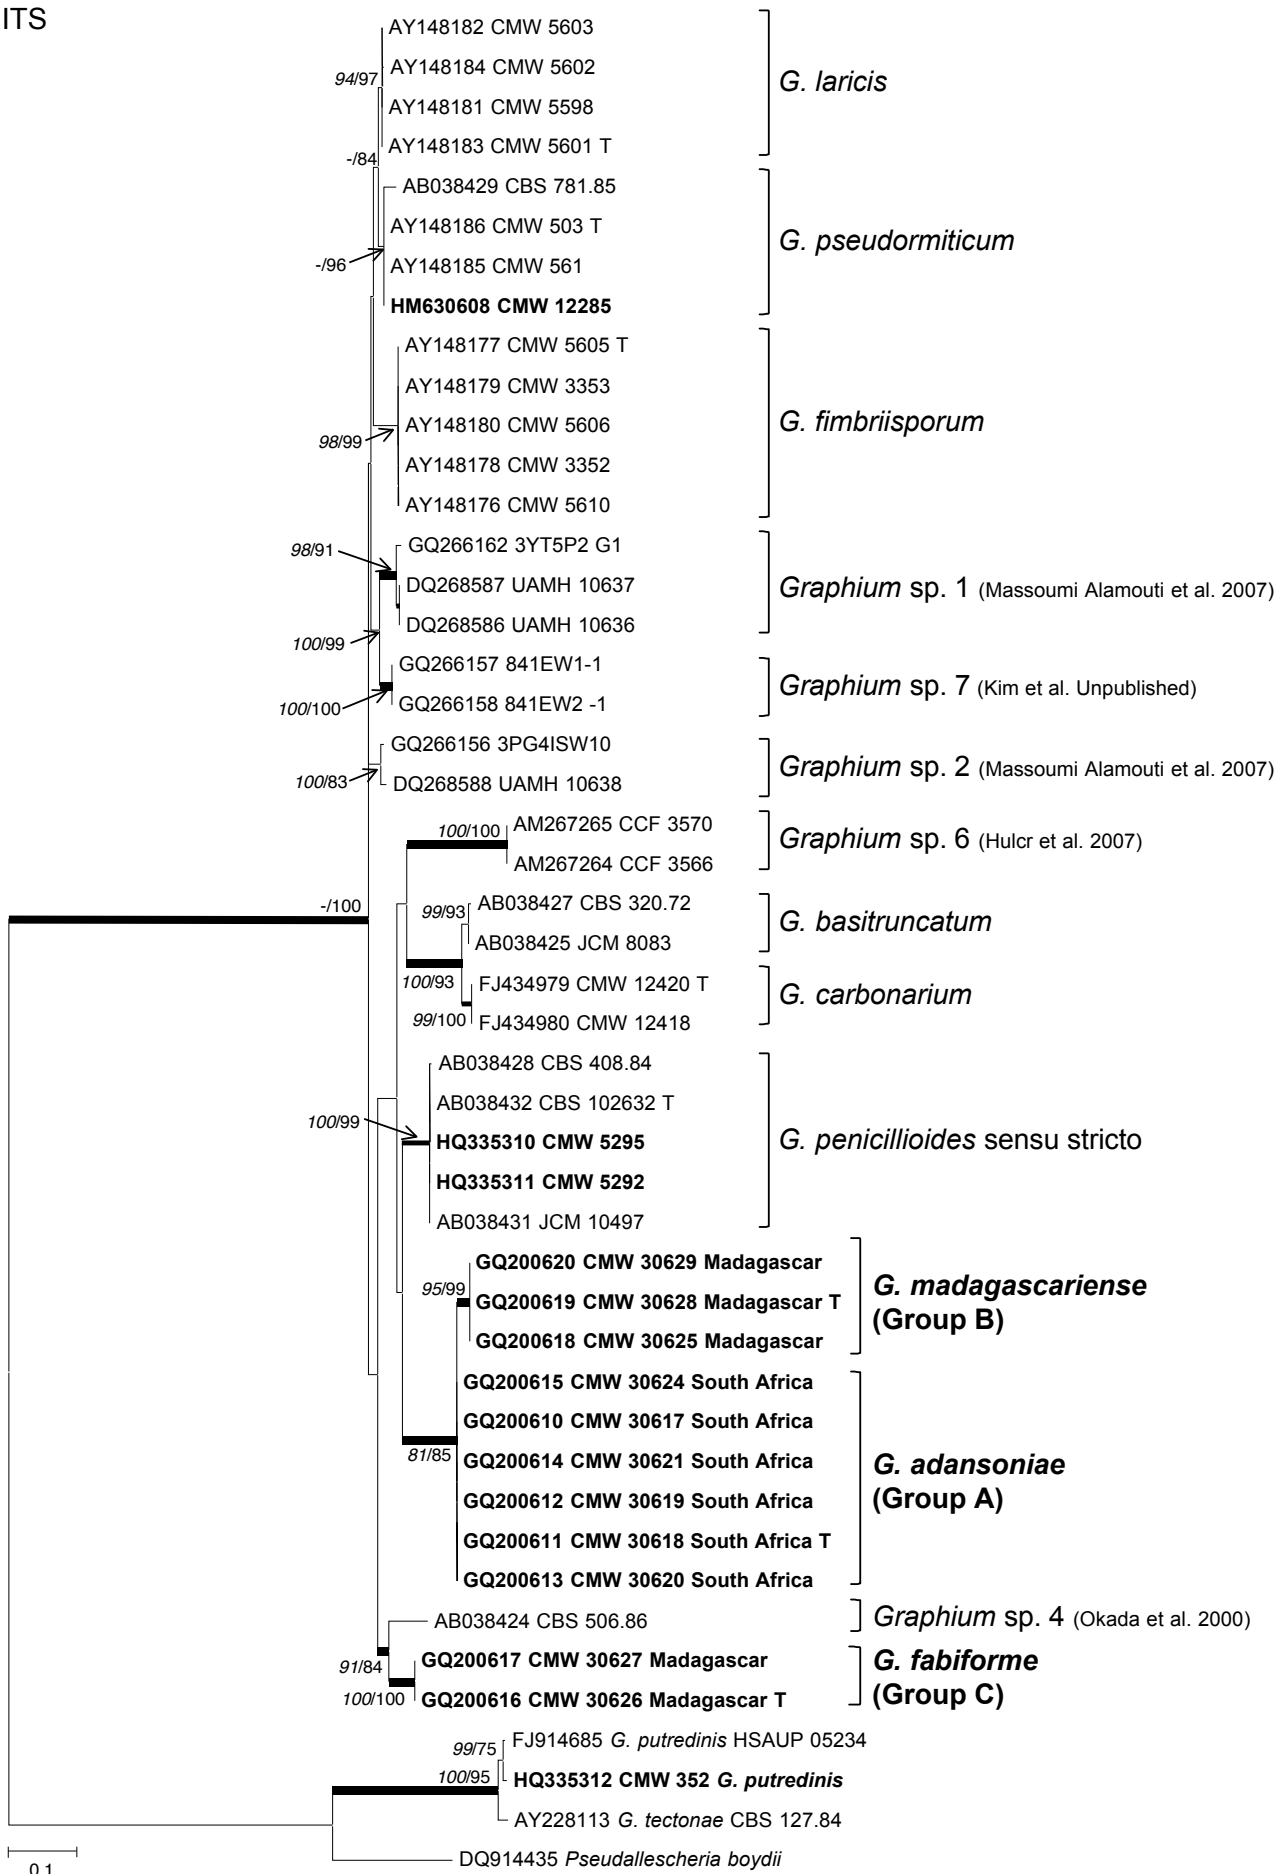 ITS
AY148182 CMW 5603
AY148184 CMW 5602
94/97
G. laricis
AY148181 CMW 5598
AY148183 CMW 5601 T
-/84
AB038429 CBS 781.85
AY148186 CMW 503 T
G. pseudormiticum
-/96
AY148185 CMW 561
HM630608 CMW 12285
AY148177 CMW 5605 T
AY148179 CMW 3353
AY148180 CMW 5606
G. fimbriisporum
98/99
AY148178 CMW 3352
AY148176 CMW 5610
98/91
GQ266162 3YT5P2 G1
DQ268587 UAMH 10637
Graphium sp. 1 (Massoumi Alamouti et al. 2007)
DQ268586 UAMH 10636
100/99
GQ266157 841EW1-1
Graphium sp. 7 (Kim et al. Unpublished)
100/100
GQ266158 841EW2 -1
GQ266156 3PG4ISW10
Graphium sp. 2 (Massoumi Alamouti et al. 2007)
100/83
DQ268588 UAMH 10638
100/100
AM267265 CCF 3570
Graphium sp. 6 (Hulcr et al. 2007)
AM267264 CCF 3566
-/100
99/93
AB038427 CBS 320.72
G. basitruncatum
AB038425 JCM 8083
100/93
FJ434979 CMW 12420 T
G. carbonarium
99/100
FJ434980 CMW 12418
AB038428 CBS 408.84
AB038432 CBS 102632 T
100/99
HQ335310 CMW 5295
G. penicillioides sensu stricto
HQ335311 CMW 5292
AB038431 JCM 10497
GQ200620 CMW 30629 Madagascar
95/99
GQ200619 CMW 30628 Madagascar T
G. madagascariense
(Group B)
GQ200618 CMW 30625 Madagascar
GQ200615 CMW 30624 South Africa
GQ200610 CMW 30617 South Africa
81/85
GQ200614 CMW 30621 South Africa
G. adansoniae
(Group A)
GQ200612 CMW 30619 South Africa
GQ200611 CMW 30618 South Africa T
GQ200613 CMW 30620 South Africa
AB038424 CBS 506.86
Graphium sp. 4 (Okada et al. 2000)
91/84
GQ200617 CMW 30627 Madagascar
G. fabiforme
(Group C)
100/100
GQ200616 CMW 30626 Madagascar T
99/75
FJ914685 G. putredinis HSAUP 05234
100/95
HQ335312 CMW 352 G. putredinis
AY228113 G. tectonae CBS 127.84
DQ914435 Pseudallescheria boydii
0.1